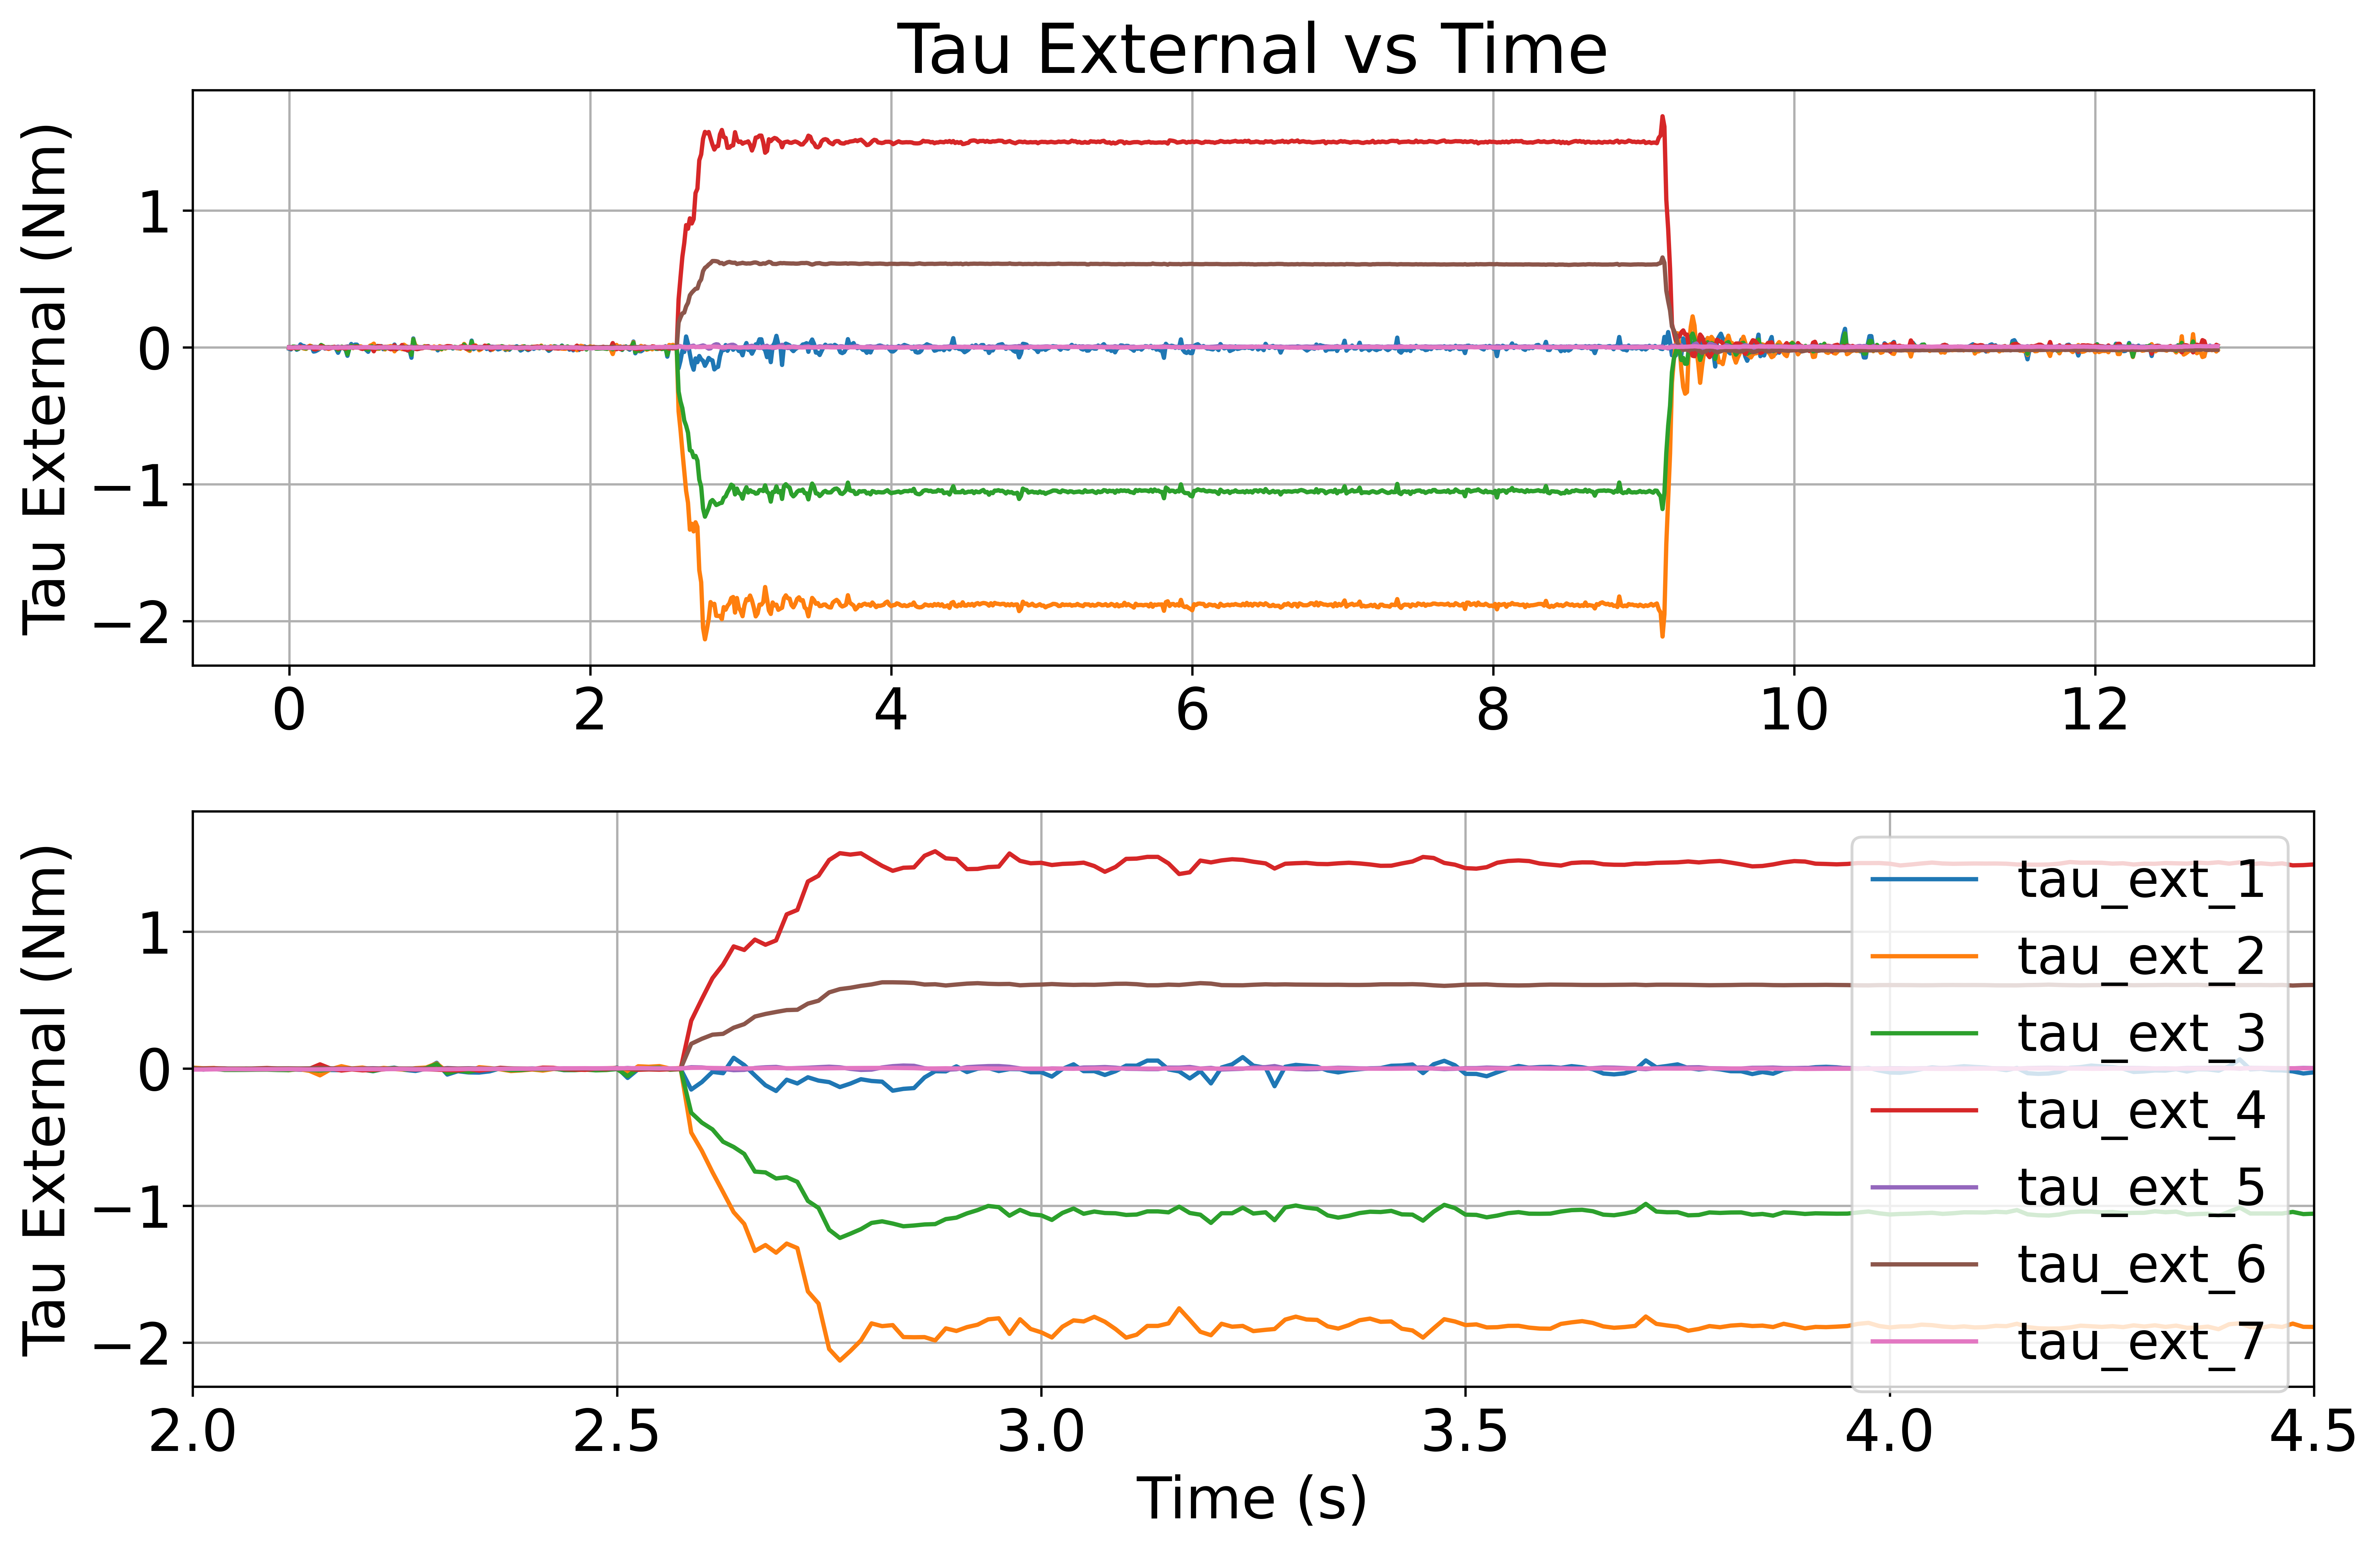 Tau External vs Time
Tau External (Nm)
1
0
−1
−2
0 2 4 6 8 10 12
Tau External (Nm)
1
0
−1
−2
tau_ext_1
tau_ext_2
tau_ext_3
tau_ext_4
tau_ext_5
tau_ext_6
tau_ext_7
2.0 2.5 3.0 3.5 4.0 4.5
Time (s)